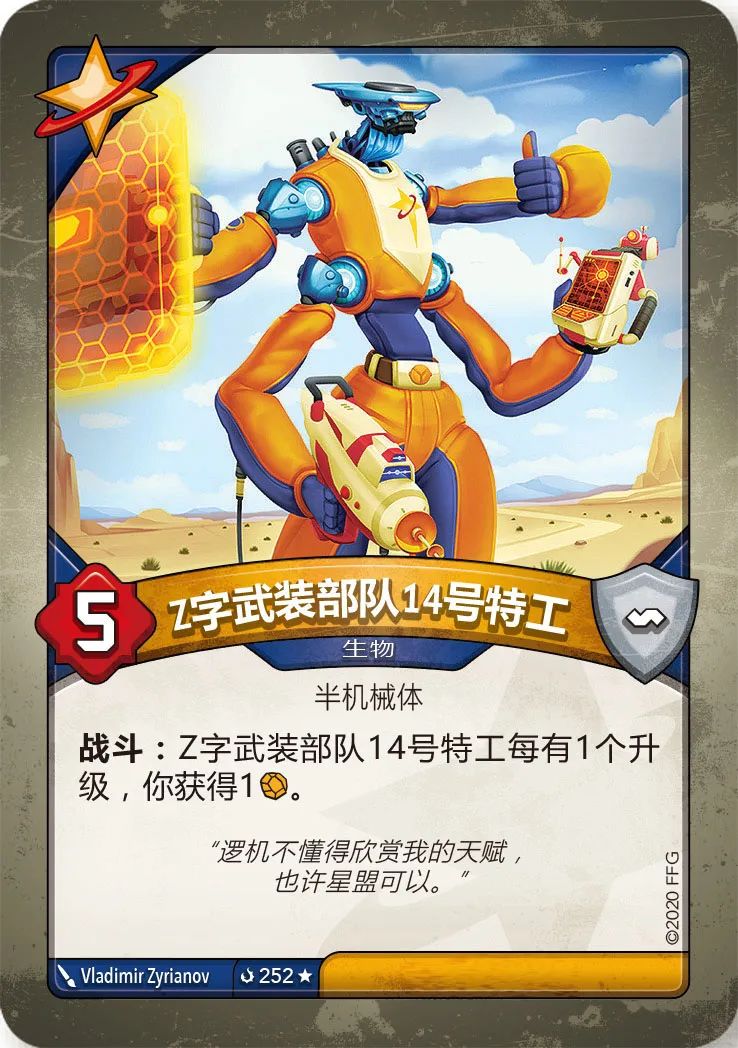 5
Z字武装部队14号特工
生物
半机械体
战斗：Z字武装部队14号特工每有1个升
级，你获得1。
“逻机不懂得欣赏我的天赋，
也许星盟可以。”
©2020 FFG
Vladimir Zyrianov
252